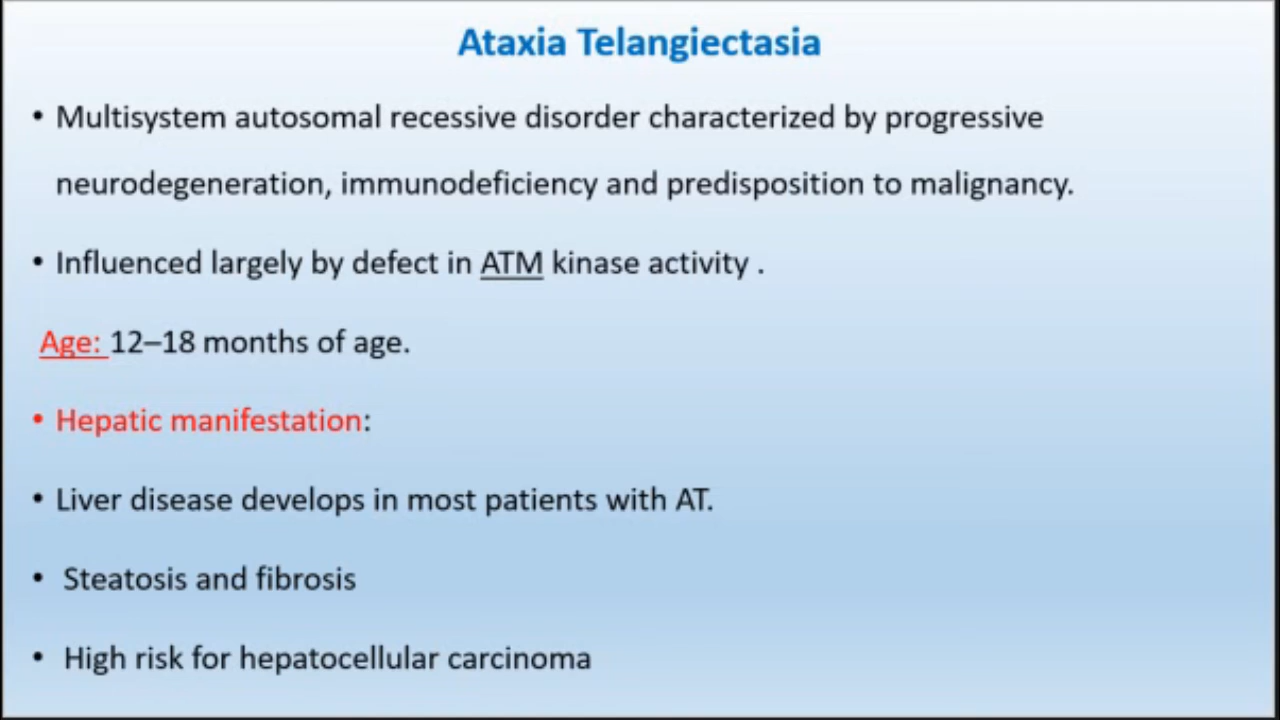 Ataxia Telangiectasia
• Multisystem autosomal recessive disorder characterized by progressive
neurodegeneration, immunodeficiency and predisposition to malignancy.
• Influenced largely by defect in ATM kinase activity .
Age: 12–18 months of age.
• Hepatic manifestation:
• Liver disease develops in most patients with AT.
• Steatosis and fibrosis
• High risk for hepatocellular carcinoma